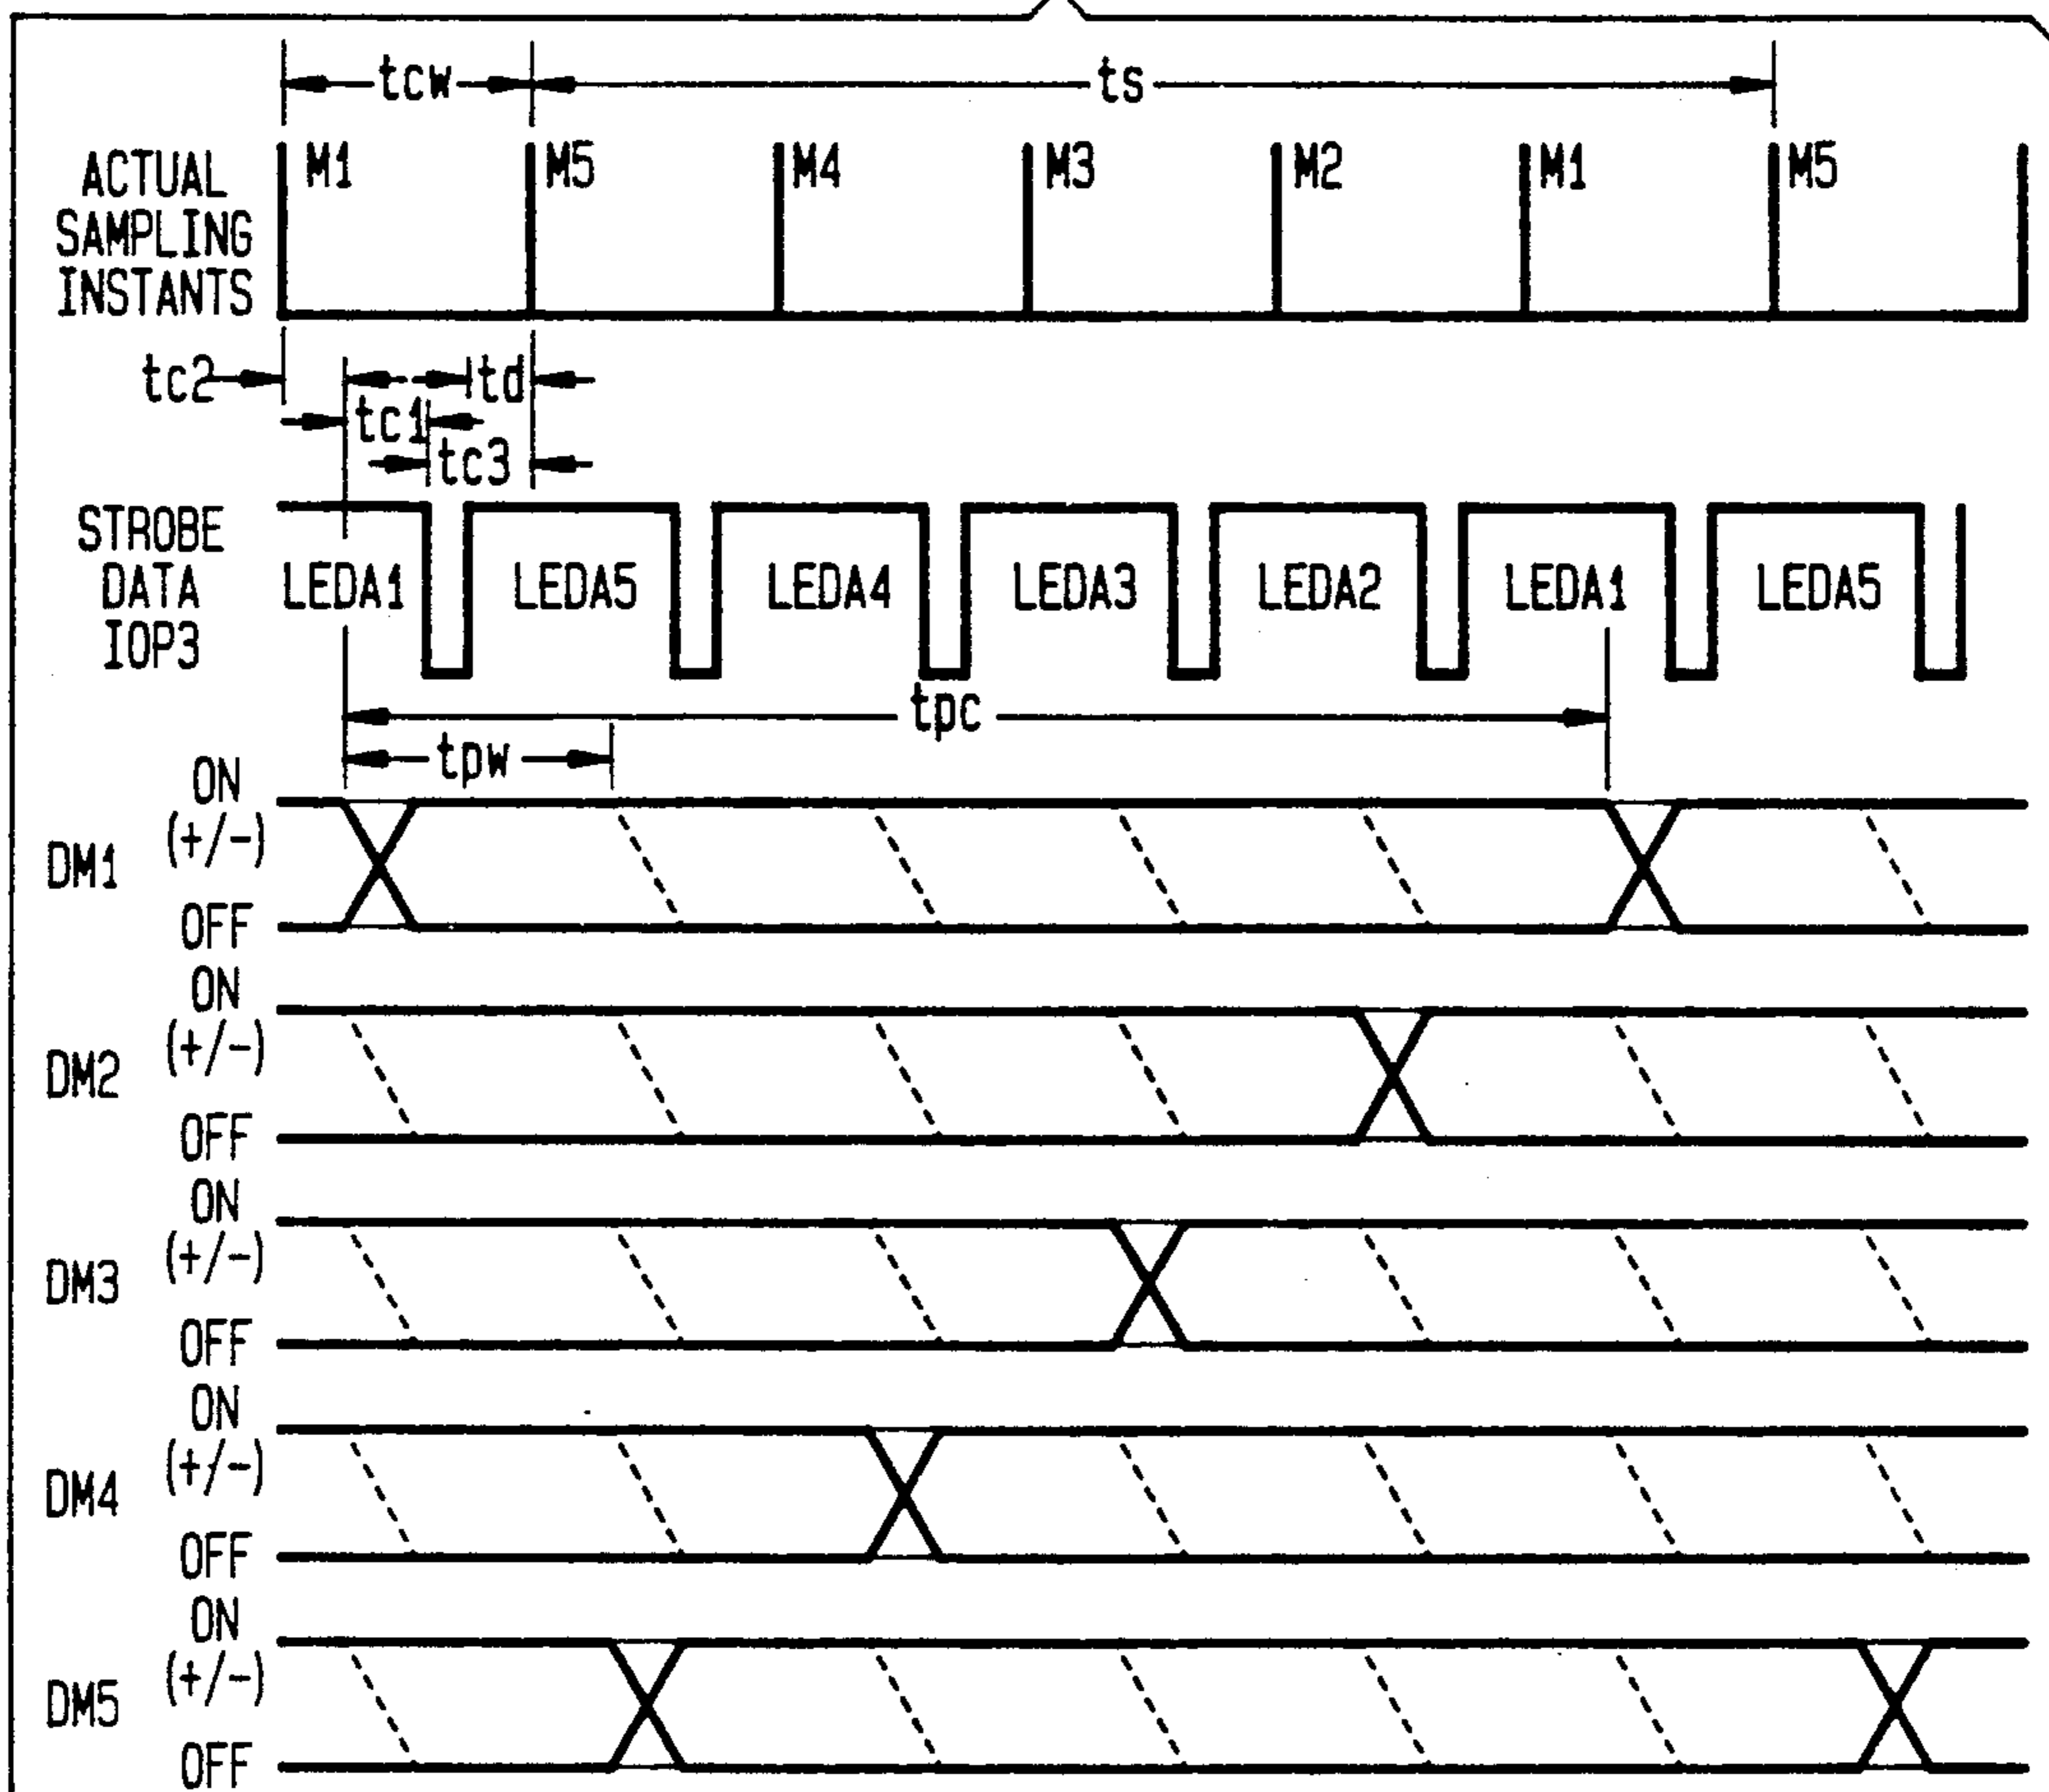 tcw ts
ACTUAL
SAMPLING
INSTANTS
M1 M5 M4 M3 M2 M1 M5
tc2 td
tc1
tc3
STROBE
DATA
IOP3
LEDA1 LEDA5 LEDA4 LEDA3 LEDA2 LEDA1 LEDA5
tpc
tpw
DM1
ON
(+/-)
OFF
DM2
ON
(+/-)
OFF
DM3
ON
(+/-)
OFF
DM4
ON
(+/-)
OFF
DM5
ON
(+/-)
OFF